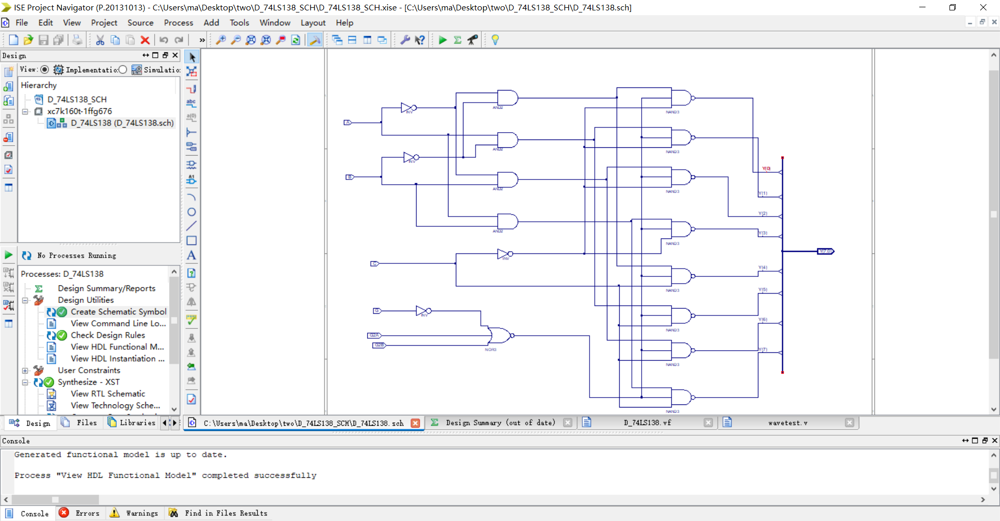 ISE Project Navigator (P.20131013) - C:\Users\ma\Desktop\two\D_74LS138_SCH\D_74LS138_SCH.xise - [C:\Users\ma\Desktop\two\D_74LS138_SCH\D_74LS138.sch]
File Edit View Project Source Process Add Tools Window Layout Help
»
Design
View: Implementatio: Simulatio:
Hierarchy
D_74LS138_SCH
xc7k160t-1ffg676
D_74LS138 (D_74LS138.sch)
No Processes Running
Processes: D_74LS138
Design Summary/Reports
Design Utilities
Create Schematic Symbol
View Command Line Lo...
Check Design Rules
View HDL Functional M...
View HDL Instantiation ...
User Constraints
Synthesize - XST
View RTL Schematic
View Technology Sche...
Design Files Libraries
abc
a(0)
A1
A
A
B
C
G
G2A
G2B
INV
INV
INV
INV
AND2
AND2
AND2
AND2
NOR3
NAND3
NAND3
NAND3
NAND3
NAND3
NAND3
NAND3
NAND3
Y(0)
Y(1)
Y(2)
Y(3)
Y(4)
Y(5)
Y(6)
Y(7)
Y(7:0)
C:\Users\ma\Desktop\two\D_74LS138_SCH\D_74LS138.sch Design Summary (out of date) D_74LS138.vf wavetest.v
Console
Generated functional model is up to date.
Process "View HDL Functional Model" completed successfully
Console Errors Warnings Find in Files Results